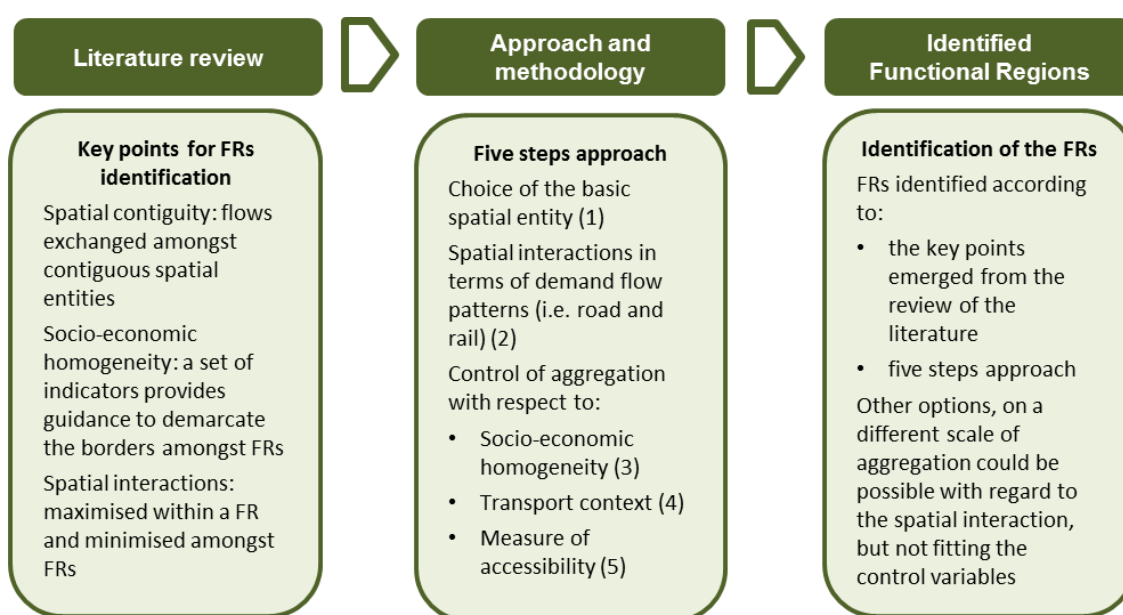 Literature review
Key points for FRs
identification
Spatial contiguity: flows
exchanged amongst
contiguous spatial
entities
Socio-economic
homogeneity: a set of
indicators provides
guidance to demarcate
the borders amongst FRs
Spatial interactions:
maximised within a FR
and minimised amongst
FRs
Approach and
methodology
Five steps approach
Choice of the basic
spatial entity (1)
Spatial interactions in
terms of demand flow
patterns (i.e. road and
rail) (2)
Control of aggregation
with respect to:
• Socio-economic
homogeneity (3)
• Transport context (4)
• Measure of
accessibility (5)
Identified
Functional Regions
Identification of the FRs
FRs identified according
to:
• the key points
emerged from the
review of the
literature
• five steps approach
Other options, on a
different scale of
aggregation could be
possible with regard to
the spatial interaction,
but not fitting the
control variables